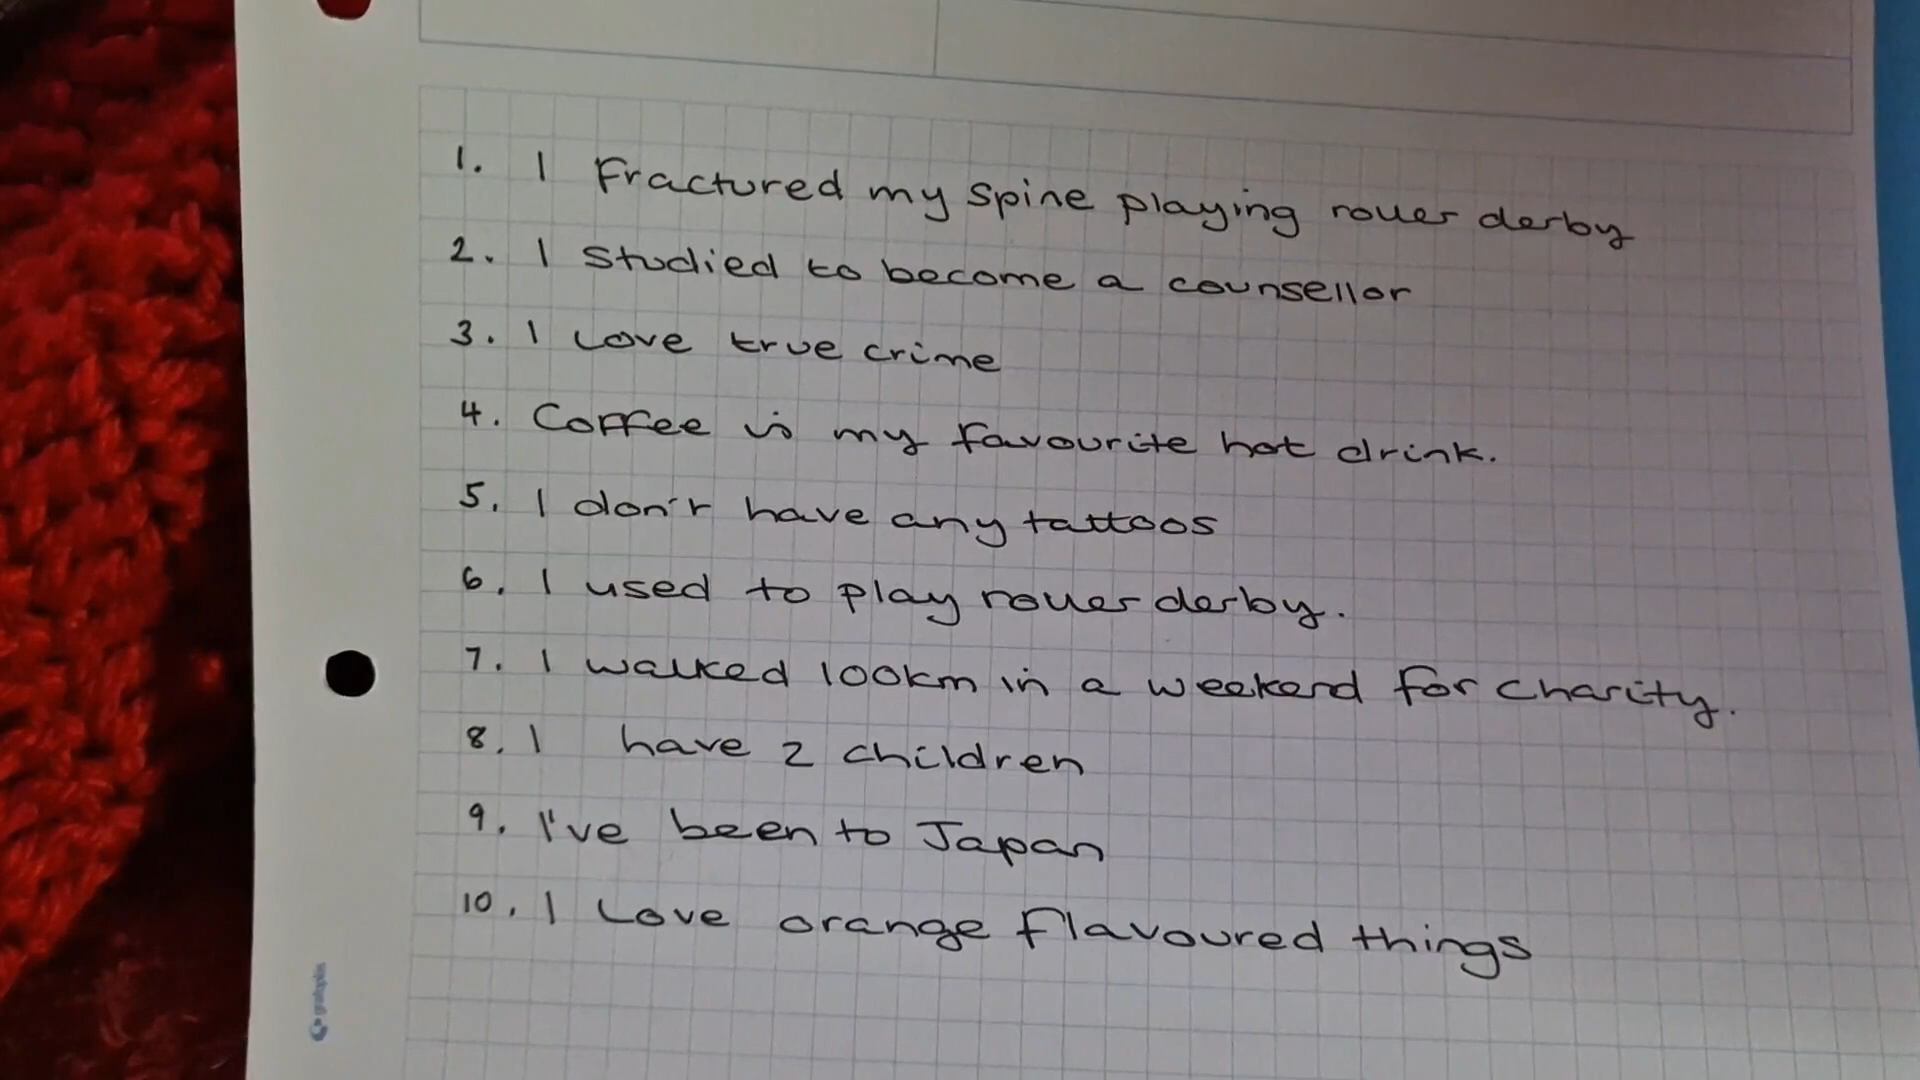 1. I Fractured my spine playing roller derby
2. I studied to become a counsellor
3. I Love true crime
4. Coffee is my favourite hot drink.
5. I don't have any tattoos
6. I used to play roller derby.
7. I walked 100km in a weekend for charity.
8. I have 2 children
9. I've been to Japan
10. I Love orange flavoured things
grafoplás